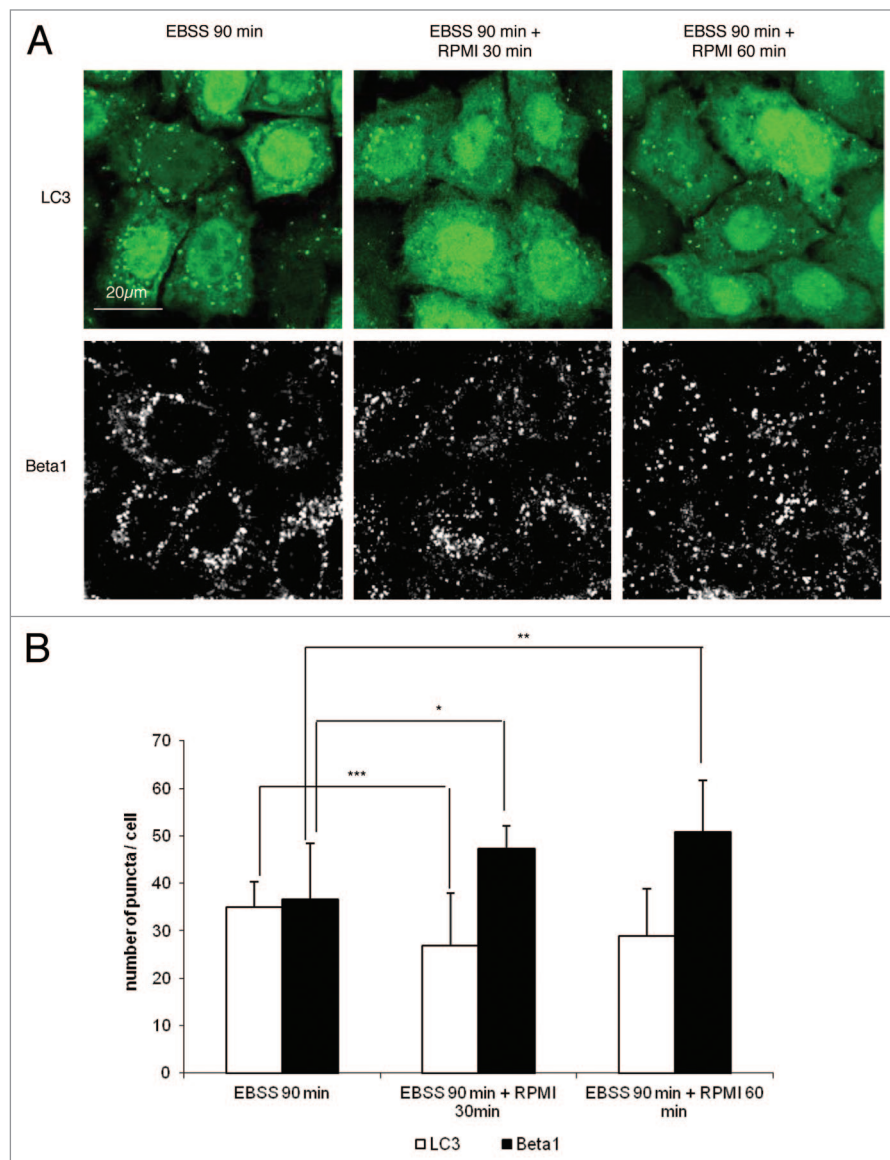 A
EBSS 90 min
EBSS 90 min +
RPMI 30 min
EBSS 90 min +
RPMI 60 min
LC3
20µm
Beta1
B
**
*
***
number of puncta / cell
70
60
50
40
30
20
10
0
EBSS 90 min
EBSS 90 min + RPMI
30min
EBSS 90 min + RPMI 60
min
LC3
Beta1